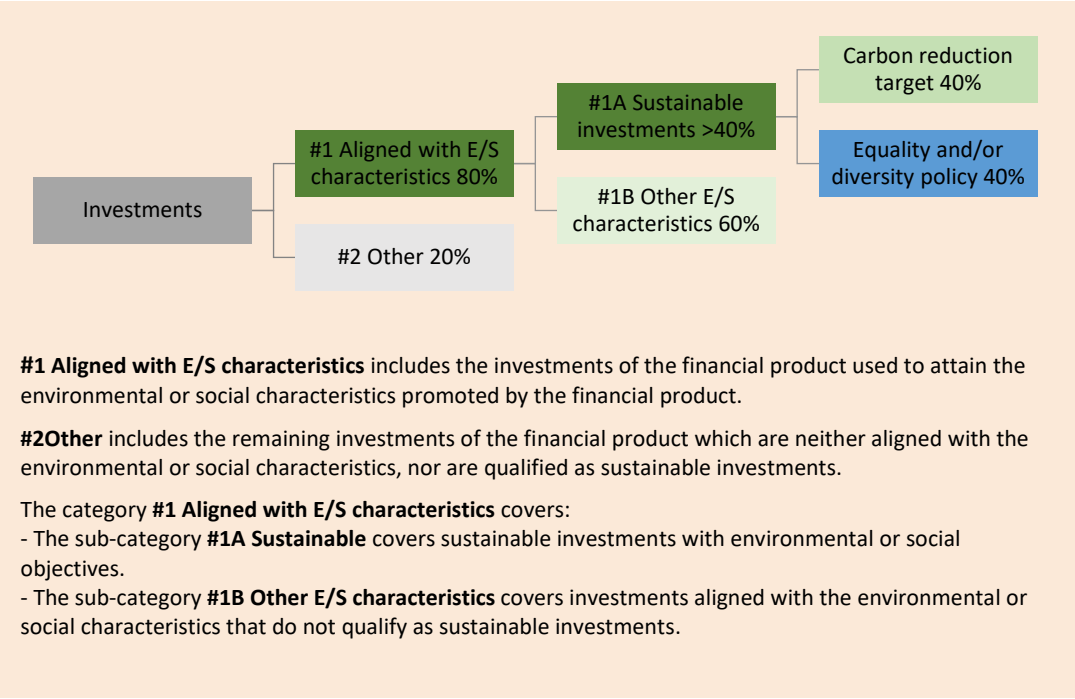 Carbon reduction
target 40%
#1A Sustainable
investments >40%
#1 Aligned with E/S
characteristics 80%
Equality and/or
diversity policy 40%
Investments
#1B Other E/S
characteristics 60%
#2 Other 20%
#1 Aligned with E/S characteristics includes the investments of the financial product used to attain the
environmental or social characteristics promoted by the financial product.
#2Other includes the remaining investments of the financial product which are neither aligned with the
environmental or social characteristics, nor are qualified as sustainable investments.
The category #1 Aligned with E/S characteristics covers:
- The sub-category #1A Sustainable covers sustainable investments with environmental or social
objectives.
- The sub-category #1B Other E/S characteristics covers investments aligned with the environmental or
social characteristics that do not qualify as sustainable investments.